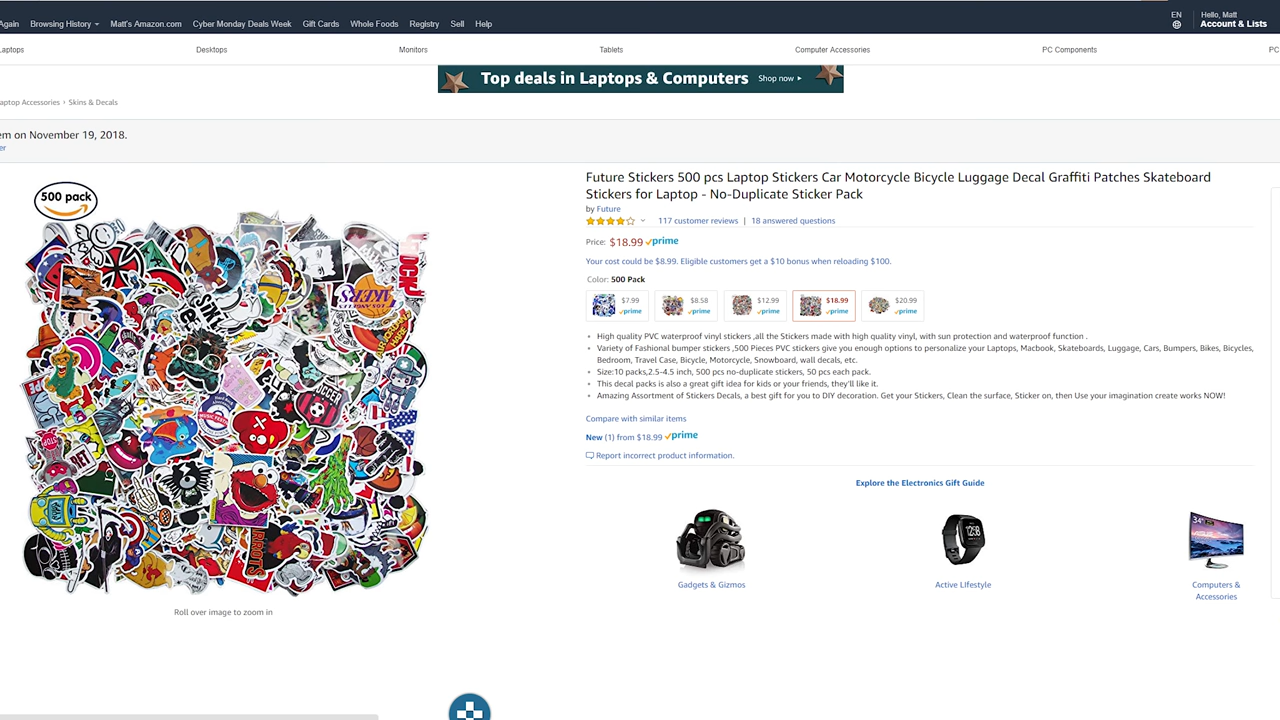 Again Browsing History Matt's Amazon.com Cyber Monday Deals Week Gift Cards Whole Foods Registry Sell Help
EN
Hello, Matt
Account & Lists
Laptops Desktops Monitors Tablets Computer Accessories PC Components PC
Top deals in Laptops & Computers Shop now
aptop Accessories › Skins & Decals
em on November 19, 2018.
er
500 pack
Future Stickers 500 pcs Laptop Stickers Car Motorcycle Bicycle Luggage Decal Graffiti Patches Skateboard
Stickers for Laptop - No-Duplicate Sticker Pack
by Future
117 customer reviews | 18 answered questions
Price: $18.99 prime
Your cost could be $8.99. Eligible customers get a $10 bonus when reloading $100.
Color: 500 Pack
$7.99 prime
$8.58 prime
$12.99 prime
$18.99 prime
$20.99 prime
• High quality PVC waterproof vinyl stickers ,all the Stickers made with high quality vinyl, with sun protection and waterproof function .
• Variety of Fashional bumper stickers ,500 Pieces PVC stickers give you enough options to personalize your Laptops, Macbook, Skateboards, Luggage, Cars, Bumpers, Bikes, Bicycles,
Bedroom, Travel Case, Bicycle, Motorcycle, Snowboard, wall decals, etc.
• Size:10 packs,2.5-4.5 inch, 500 pcs no-duplicate stickers, 50 pcs each pack.
• This decal packs is also a great gift idea for kids or your friends, they'll like it.
• Amazing Assortment of Stickers Decals, a best gift for you to DIY decoration. Get your Stickers, Clean the surface, Sticker on, then Use your imagination create works NOW!
Compare with similar items
New (1) from $18.99 prime
Report incorrect product information.
Explore the Electronics Gift Guide
34"
Gadgets & Gizmos
Active Lifestyle
Computers &
Accessories
Roll over image to zoom in